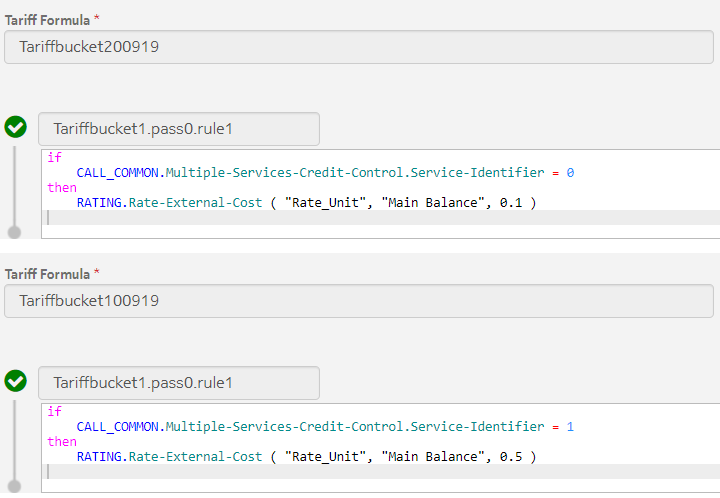 Tariff Formula *
Tariffbucket200919
Tariffbucket1.pass0.rule1
if
CALL_COMMON.Multiple-Services-Credit-Control.Service-Identifier = 0
then
RATING.Rate-External-Cost ( "Rate_Unit", "Main Balance", 0.1 )
Tariff Formula *
Tariffbucket100919
Tariffbucket1.pass0.rule1
if
CALL_COMMON.Multiple-Services-Credit-Control.Service-Identifier = 1
then
RATING.Rate-External-Cost ( "Rate_Unit", "Main Balance", 0.5 )